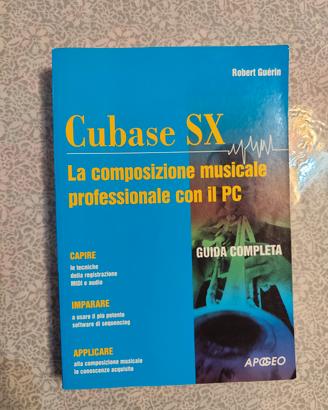 Robert Guérin
Cubase SX
La composizione musicale
professionale con il PC
GUIDA COMPLETA
CAPIRE
le tecniche
della registrazione
MIDI e audio
IMPARARE
a usare il più potente
software di sequencing
APPLICARE
alla composizione musicale
le conoscenze acquisite
APOGEO